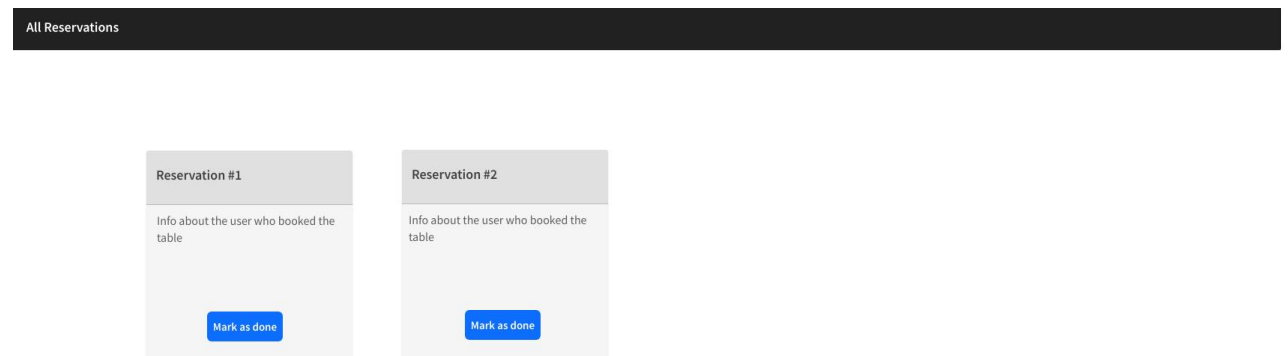 All Reservations
Reservation #1
Info about the user who booked the
table
Mark as done
Reservation #2
Info about the user who booked the
table
Mark as done